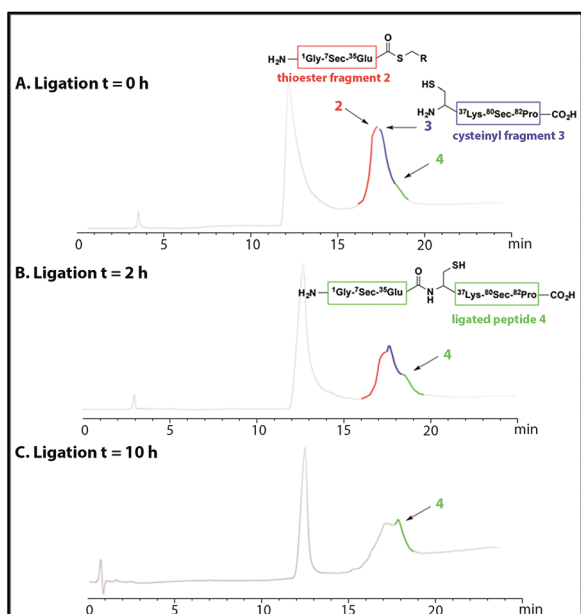 A. Ligation t = 0 h
H₂N
¹Gly-⁷Sec-³⁵Glu
O
S
R
thioester fragment 2
HS
H₂N
³⁷Lys-⁸⁰Sec-⁸²Pro
CO₂H
cysteinyl fragment 3
2
3
4
0 5 10 15 20 min
B. Ligation t = 2 h
H₂N
¹Gly-⁷Sec-³⁵Glu
O
N
H
SH
³⁷Lys-⁸⁰Sec-⁸²Pro
CO₂H
ligated peptide 4
4
0 5 10 15 20 min
C. Ligation t = 10 h
4
0 5 10 15 20 min